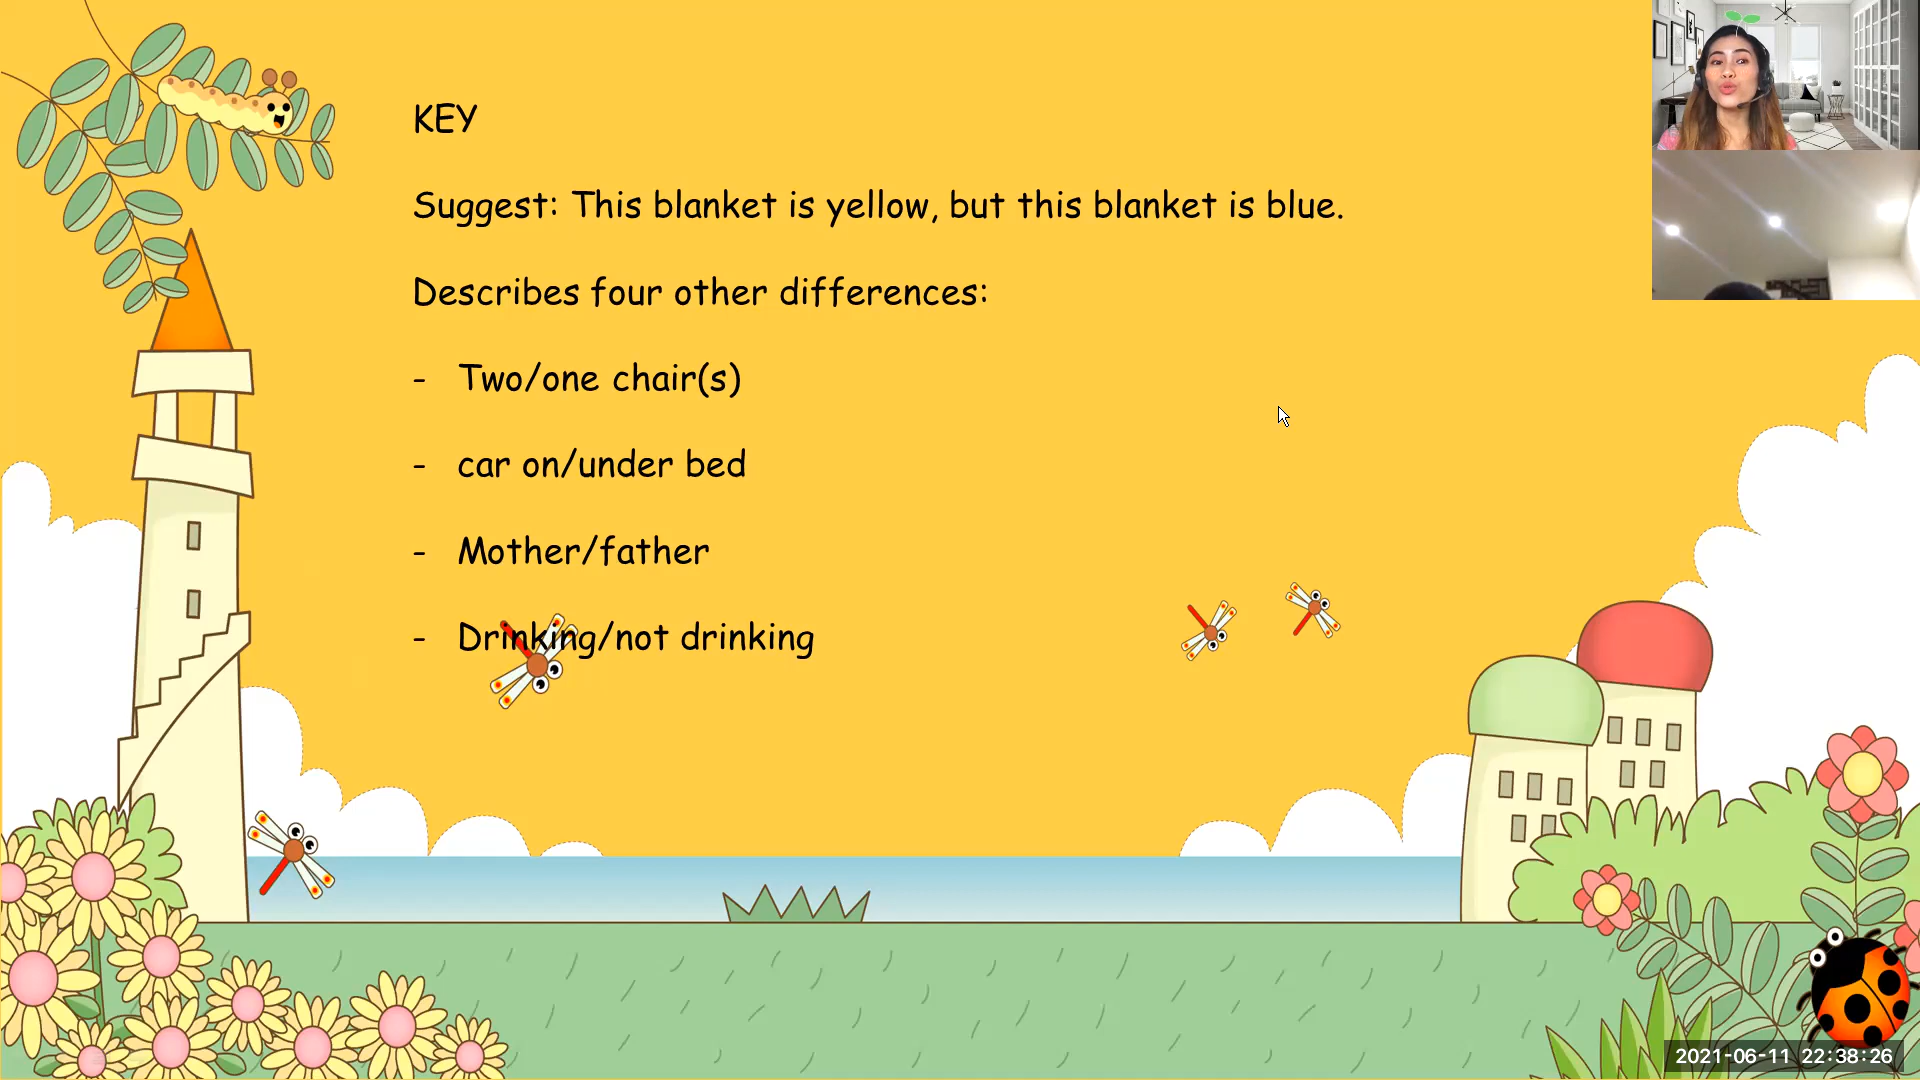 KEY
Suggest: This blanket is yellow, but this blanket is blue.
Describes four other differences:
- Two/one chair(s)
- car on/under bed
- Mother/father
- Drinking/not drinking
2021-06-11 22:38:26